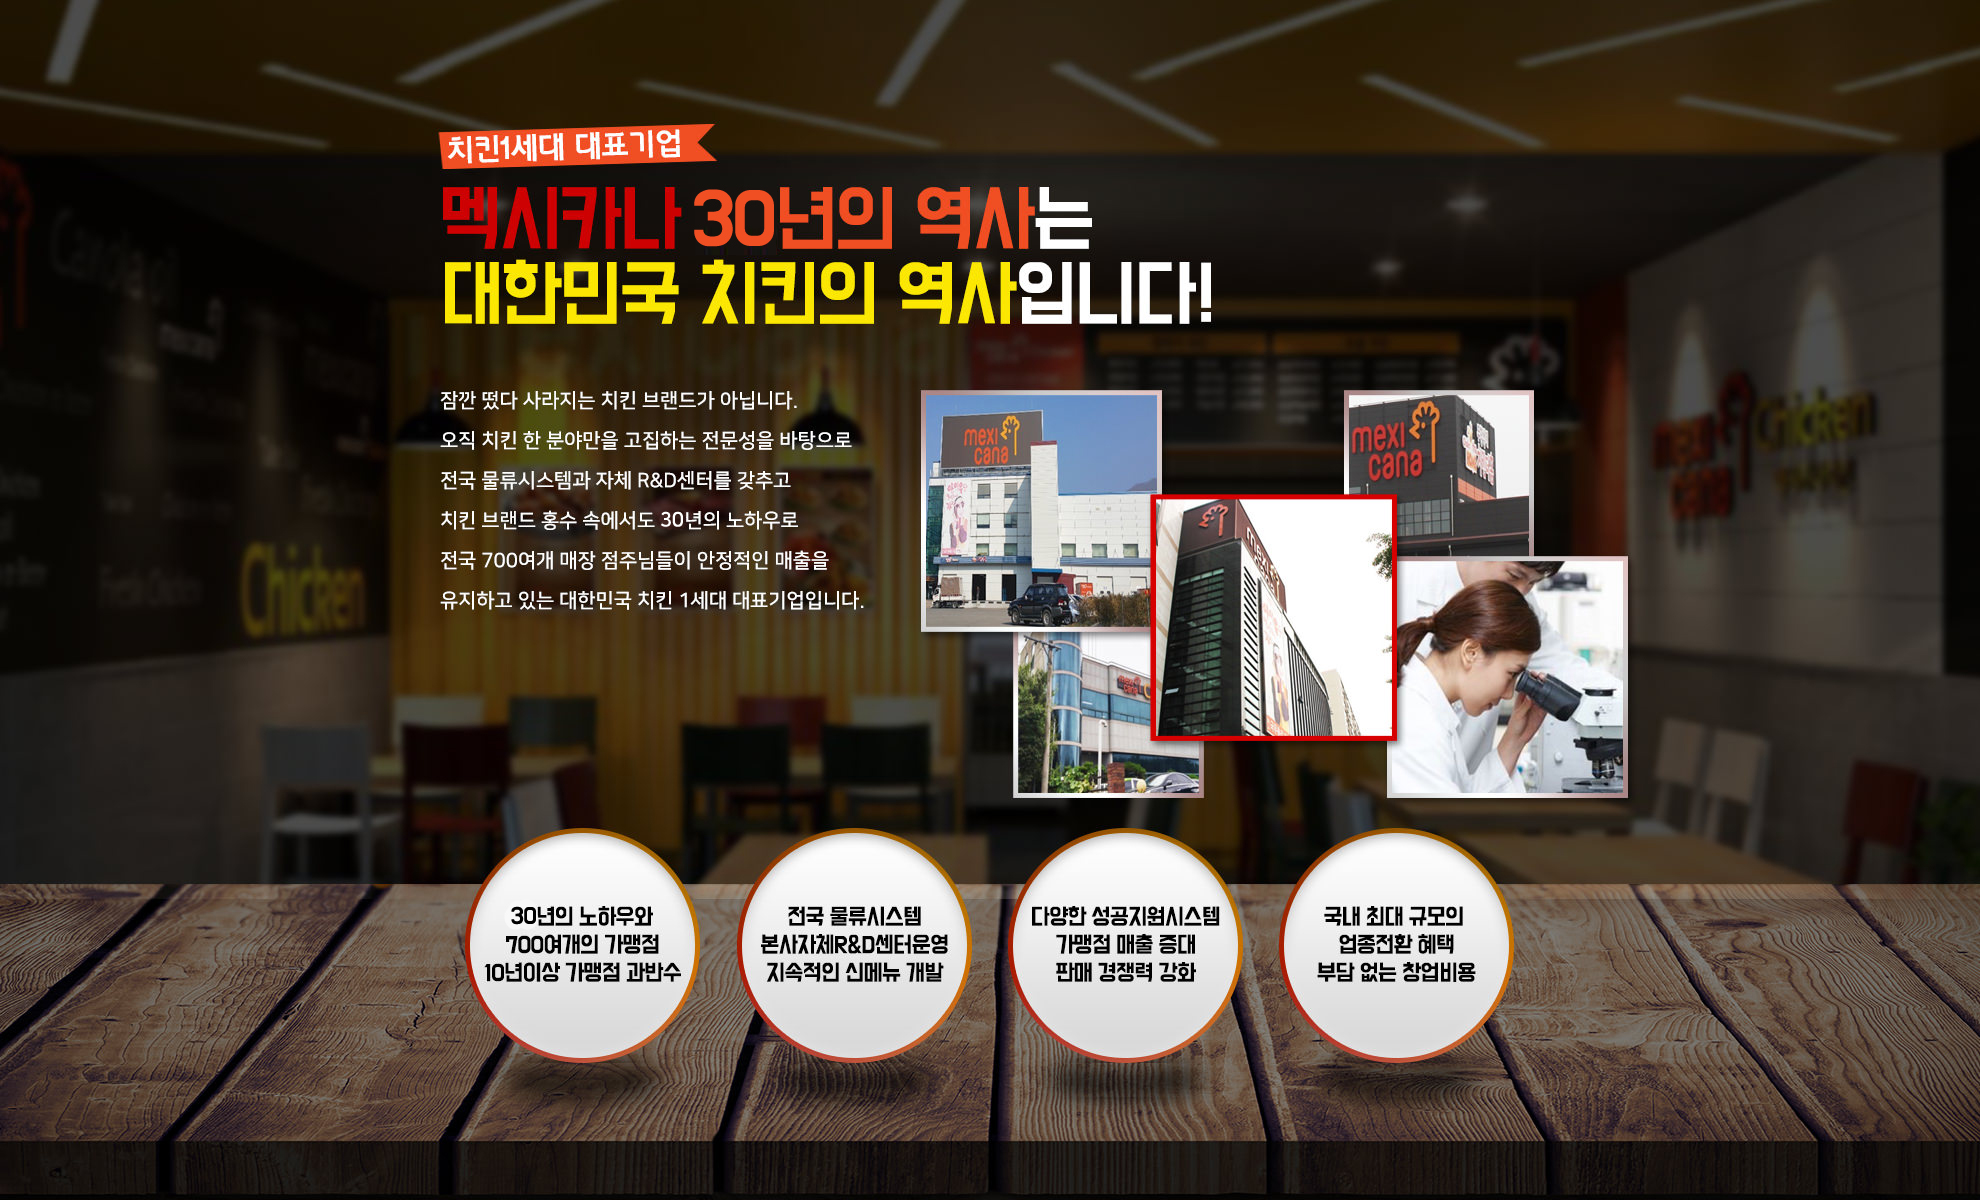 치킨1세대 대표기업
멕시카나 30년의 역사는
대한민국 치킨의 역사입니다!
잠깐 떴다 사라지는 치킨 브랜드가 아닙니다.
오직 치킨 한 분야만을 고집하는 전문성을 바탕으로
전국 물류시스템과 자체 R&D센터를 갖추고
치킨 브랜드 홍수 속에서도 30년의 노하우로
전국 700여개 매장 점주님들이 안정적인 매출을
유지하고 있는 대한민국 치킨 1세대 대표기업입니다.
mexi
cana
mexi
cana
mexi
cana
Chicken
mexi
cana
Chicken
30년의 노하우와
700여개의 가맹점
10년이상 가맹점 과반수
전국 물류시스템
본사자체R&D센터운영
지속적인 신메뉴 개발
다양한 성공지원시스템
가맹점 매출 증대
판매 경쟁력 강화
국내 최대 규모의
업종전환 혜택
부담 없는 창업비용